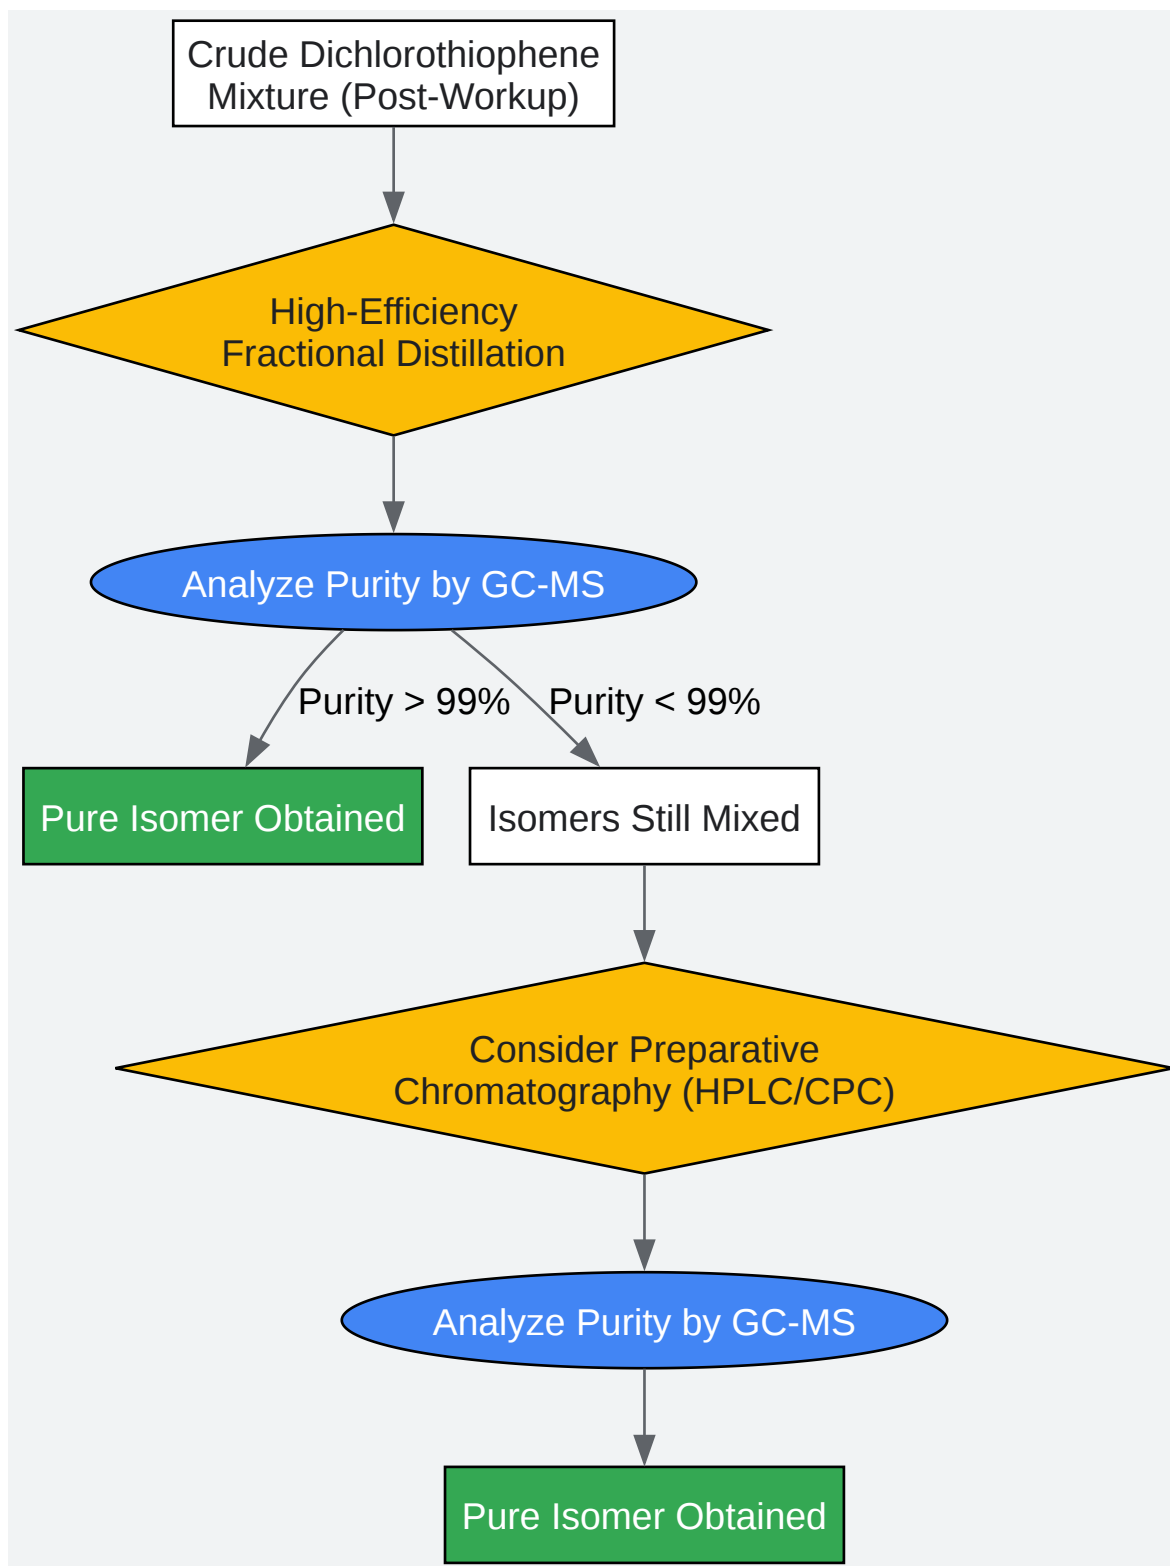 Crude Dichlorothiophene
Mixture (Post-Workup)
High-Efficiency
Fractional Distillation
Analyze Purity by GC-MS
Purity > 99%
Purity < 99%
Pure Isomer Obtained
Isomers Still Mixed
Consider Preparative
Chromatography (HPLC/CPC)
Analyze Purity by GC-MS
Pure Isomer Obtained